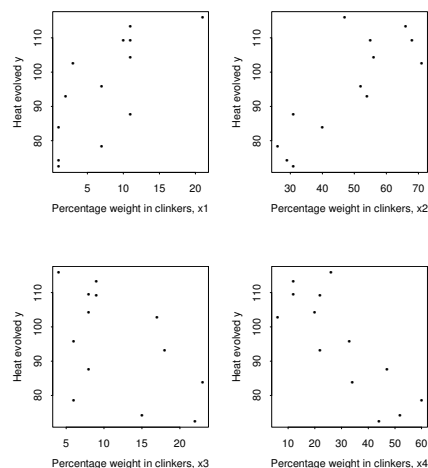 Heat evolved y
80 90 100 110
5 10 15 20
Percentage weight in clinkers, x1
Heat evolved y
80 90 100 110
30 40 50 60 70
Percentage weight in clinkers, x2
Heat evolved y
80 90 100 110
5 10 15 20
Percentage weight in clinkers, x3
Heat evolved y
80 90 100 110
10 20 30 40 50 60
Percentage weight in clinkers, x4